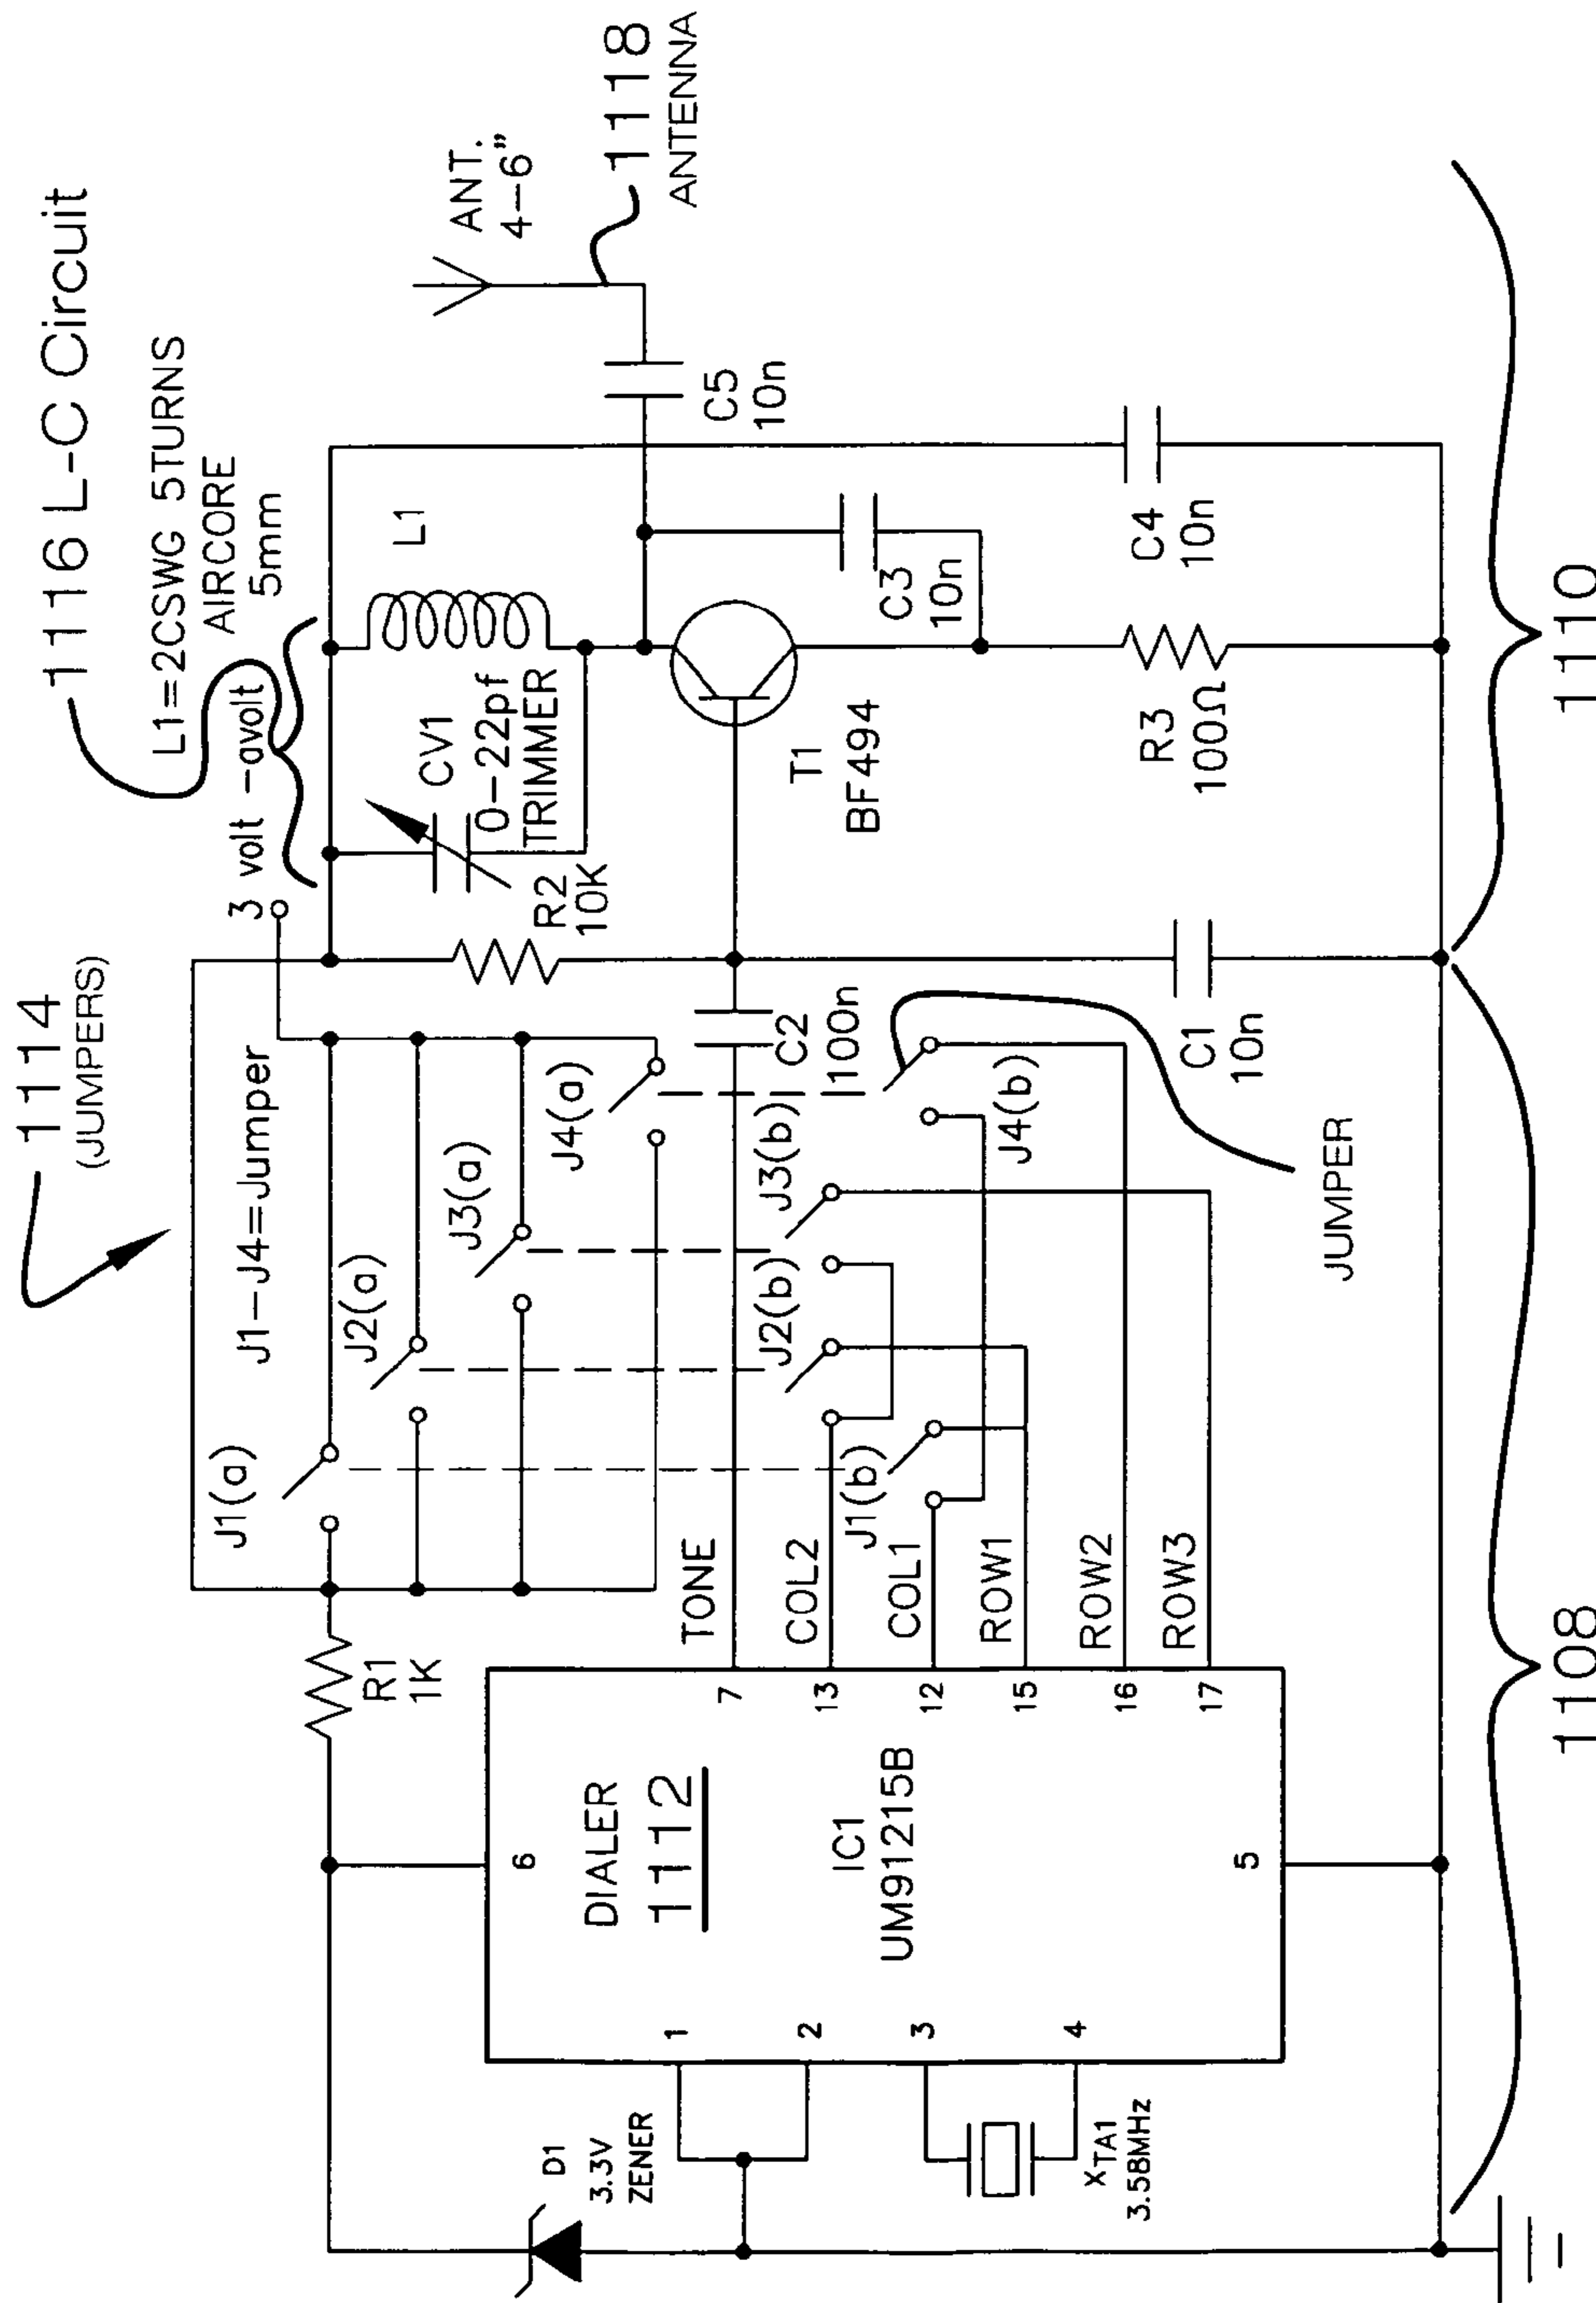 1114
(JUMPERS)
1116 L-C Circuit
L1=2CSWG 5TURNS
AIRCORE
5mm
3 volt -avolt
J1-J4=Jumper
J1(a)
J2(a)
J3(a)
J4(a)
R1
1K
R2
10K
CV1
0-22pf
TRIMMER
L1
ANT.
4-6"
1118
ANTENNA
C5
10n
C3
10n
C4
10n
T1
BF494
R3
100Ω
C2
100n
C1
10n
J1(b)
J2(b)
J3(b)
J4(b)
JUMPER
TONE
COL2
COL1
ROW1
ROW2
ROW3
7
13
12
15
16
17
6
DIALER
1112
IC1
UM91215B
5
1
2
3
4
D1
3.3V
ZENER
XTA1
3.58MHz
1108
1110